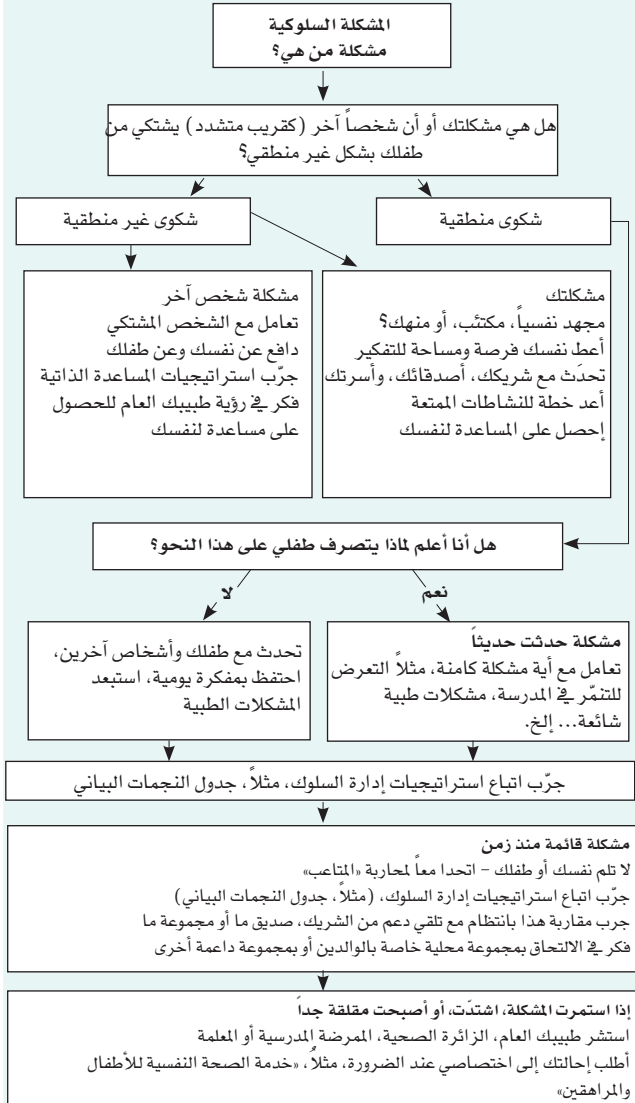 المشكلة السلوكية
مشكلة من هي؟
هل هي مشكلتك أو أن شخصاً آخر (كقريب متشدد) يشتكي من
طفلك بشكل غير منطقي؟
شكوى منطقية
شكوى غير منطقية
مشكلتك
مجهد نفسياً، مكتئب، أو منهك؟
أعط نفسك فرصة ومساحة للتفكير
تحدَث مع شريكك، أصدقائك، وأسرتك
أعد خطة للنشاطات الممتعة
إحصل على المساعدة لنفسك
مشكلة شخص آخر
تعامل مع الشخص المشتكي
دافع عن نفسك وعن طفلك
جرّب استراتيجيات المساعدة الذاتية
فكر في رؤية طبيبك العام للحصول
على مساعدة لنفسك
هل أنا أعلم لماذا يتصرف طفلي على هذا النحو؟
نعم
لا
مشكلة حدثت حديثاً
تعامل مع أية مشكلة كامنة، مثلاً التعرض
للتنمّر في المدرسة، مشكلات طبية
شائعة... إلخ.
تحدث مع طفلك وأشخاص آخرين،
احتفظ بمفكرة يومية، استبعد
المشكلات الطبية
جرّب اتباع استراتيجيات إدارة السلوك، مثلاً، جدول النجمات البياني
مشكلة قائمة منذ زمن
لا تلم نفسك أو طفلك – اتحدا معاً لمحاربة «المتاعب»
جرّب اتباع استراتيجيات إدارة السلوك، (مثلاً، جدول النجمات البياني)
جرب مقاربة هذا بانتظام مع تلقي دعم من الشريك، صديق ما أو مجموعة ما
فكر في الالتحاق بمجموعة محلية خاصة بالوالدين أو بمجموعة داعمة أخرى
إذا استمرت المشكلة، اشتدّت، أو أصبحت مقلقة جداً
استشر طبيبك العام، الزائرة الصحية، الممرضة المدرسية أو المعلمة
أطلب إحالتك إلى اختصاصي عند الضرورة، مثلاً، «خدمة الصحة النفسية للأطفال
والمراهقين»